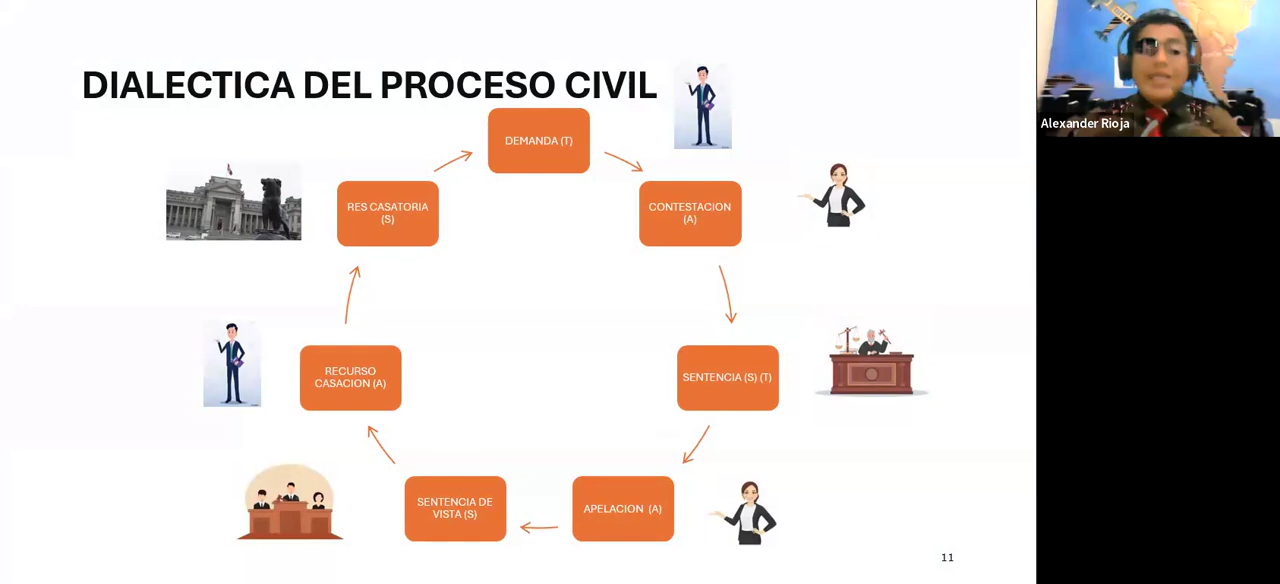 DIALECTICA DEL PROCESO CIVIL
DEMANDA (T)
CONTESTACION
(A)
SENTENCIA (S) (T)
APELACION (A)
SENTENCIA DE
VISTA (S)
RECURSO
CASACION (A)
RES CASATORIA
(S)
11
Alexander Rioja